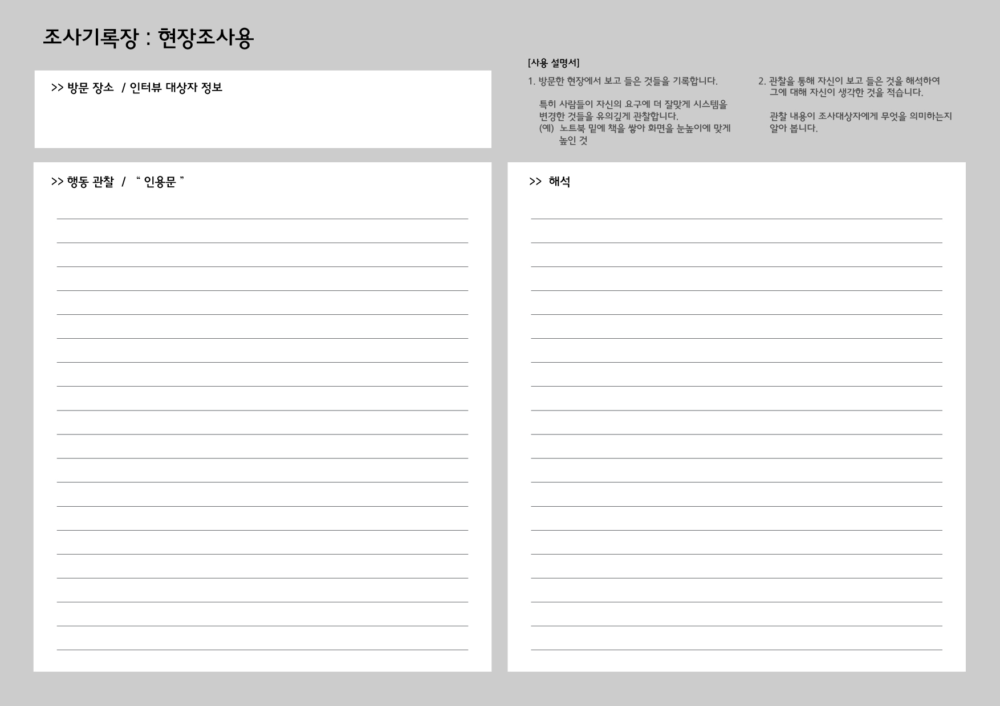 조사기록장 : 현장조사용
>> 방문 장소 / 인터뷰 대상자 정보
[사용 설명서]
1. 방문한 현장에서 보고 들은 것들을 기록합니다.
특히 사람들이 자신의 요구에 더 잘맞게 시스템을
변경한 것들을 유의깊게 관찰합니다.
(예) 노트북 밑에 책을 쌓아 화면을 눈높이에 맞게
높인 것
2. 관찰을 통해 자신이 보고 들은 것을 해석하여
그에 대해 자신이 생각한 것을 적습니다.
관찰 내용이 조사대상자에게 무엇을 의미하는지
알아 봅니다.
>> 행동 관찰 / “ 인용문 ”
>> 해석